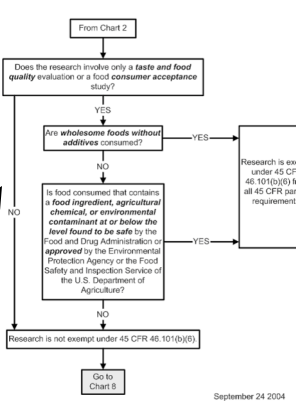 From Chart 2
Does the research involve only a taste and food
quality evaluation or a food consumer acceptance
study?
YES
Are wholesome foods without
additives consumed?
YES
NO
Research is
under 45 CF
46.101(b)(6)
all 45 CFR
requirement
Is food consumed that contains
a food ingredient, agricultural
chemical, or environmental
contaminant at or below the
level found to be safe by the
Food and Drug Administration or
approved by the Environmental
Protection Agency or the Food
Safety and Inspection Service of
the U.S. Department of
Agriculture?
YES
NO
NO
Research is not exempt under 45 CFR 46.101(b)(6).
Go to
Chart 8
September 24 2004